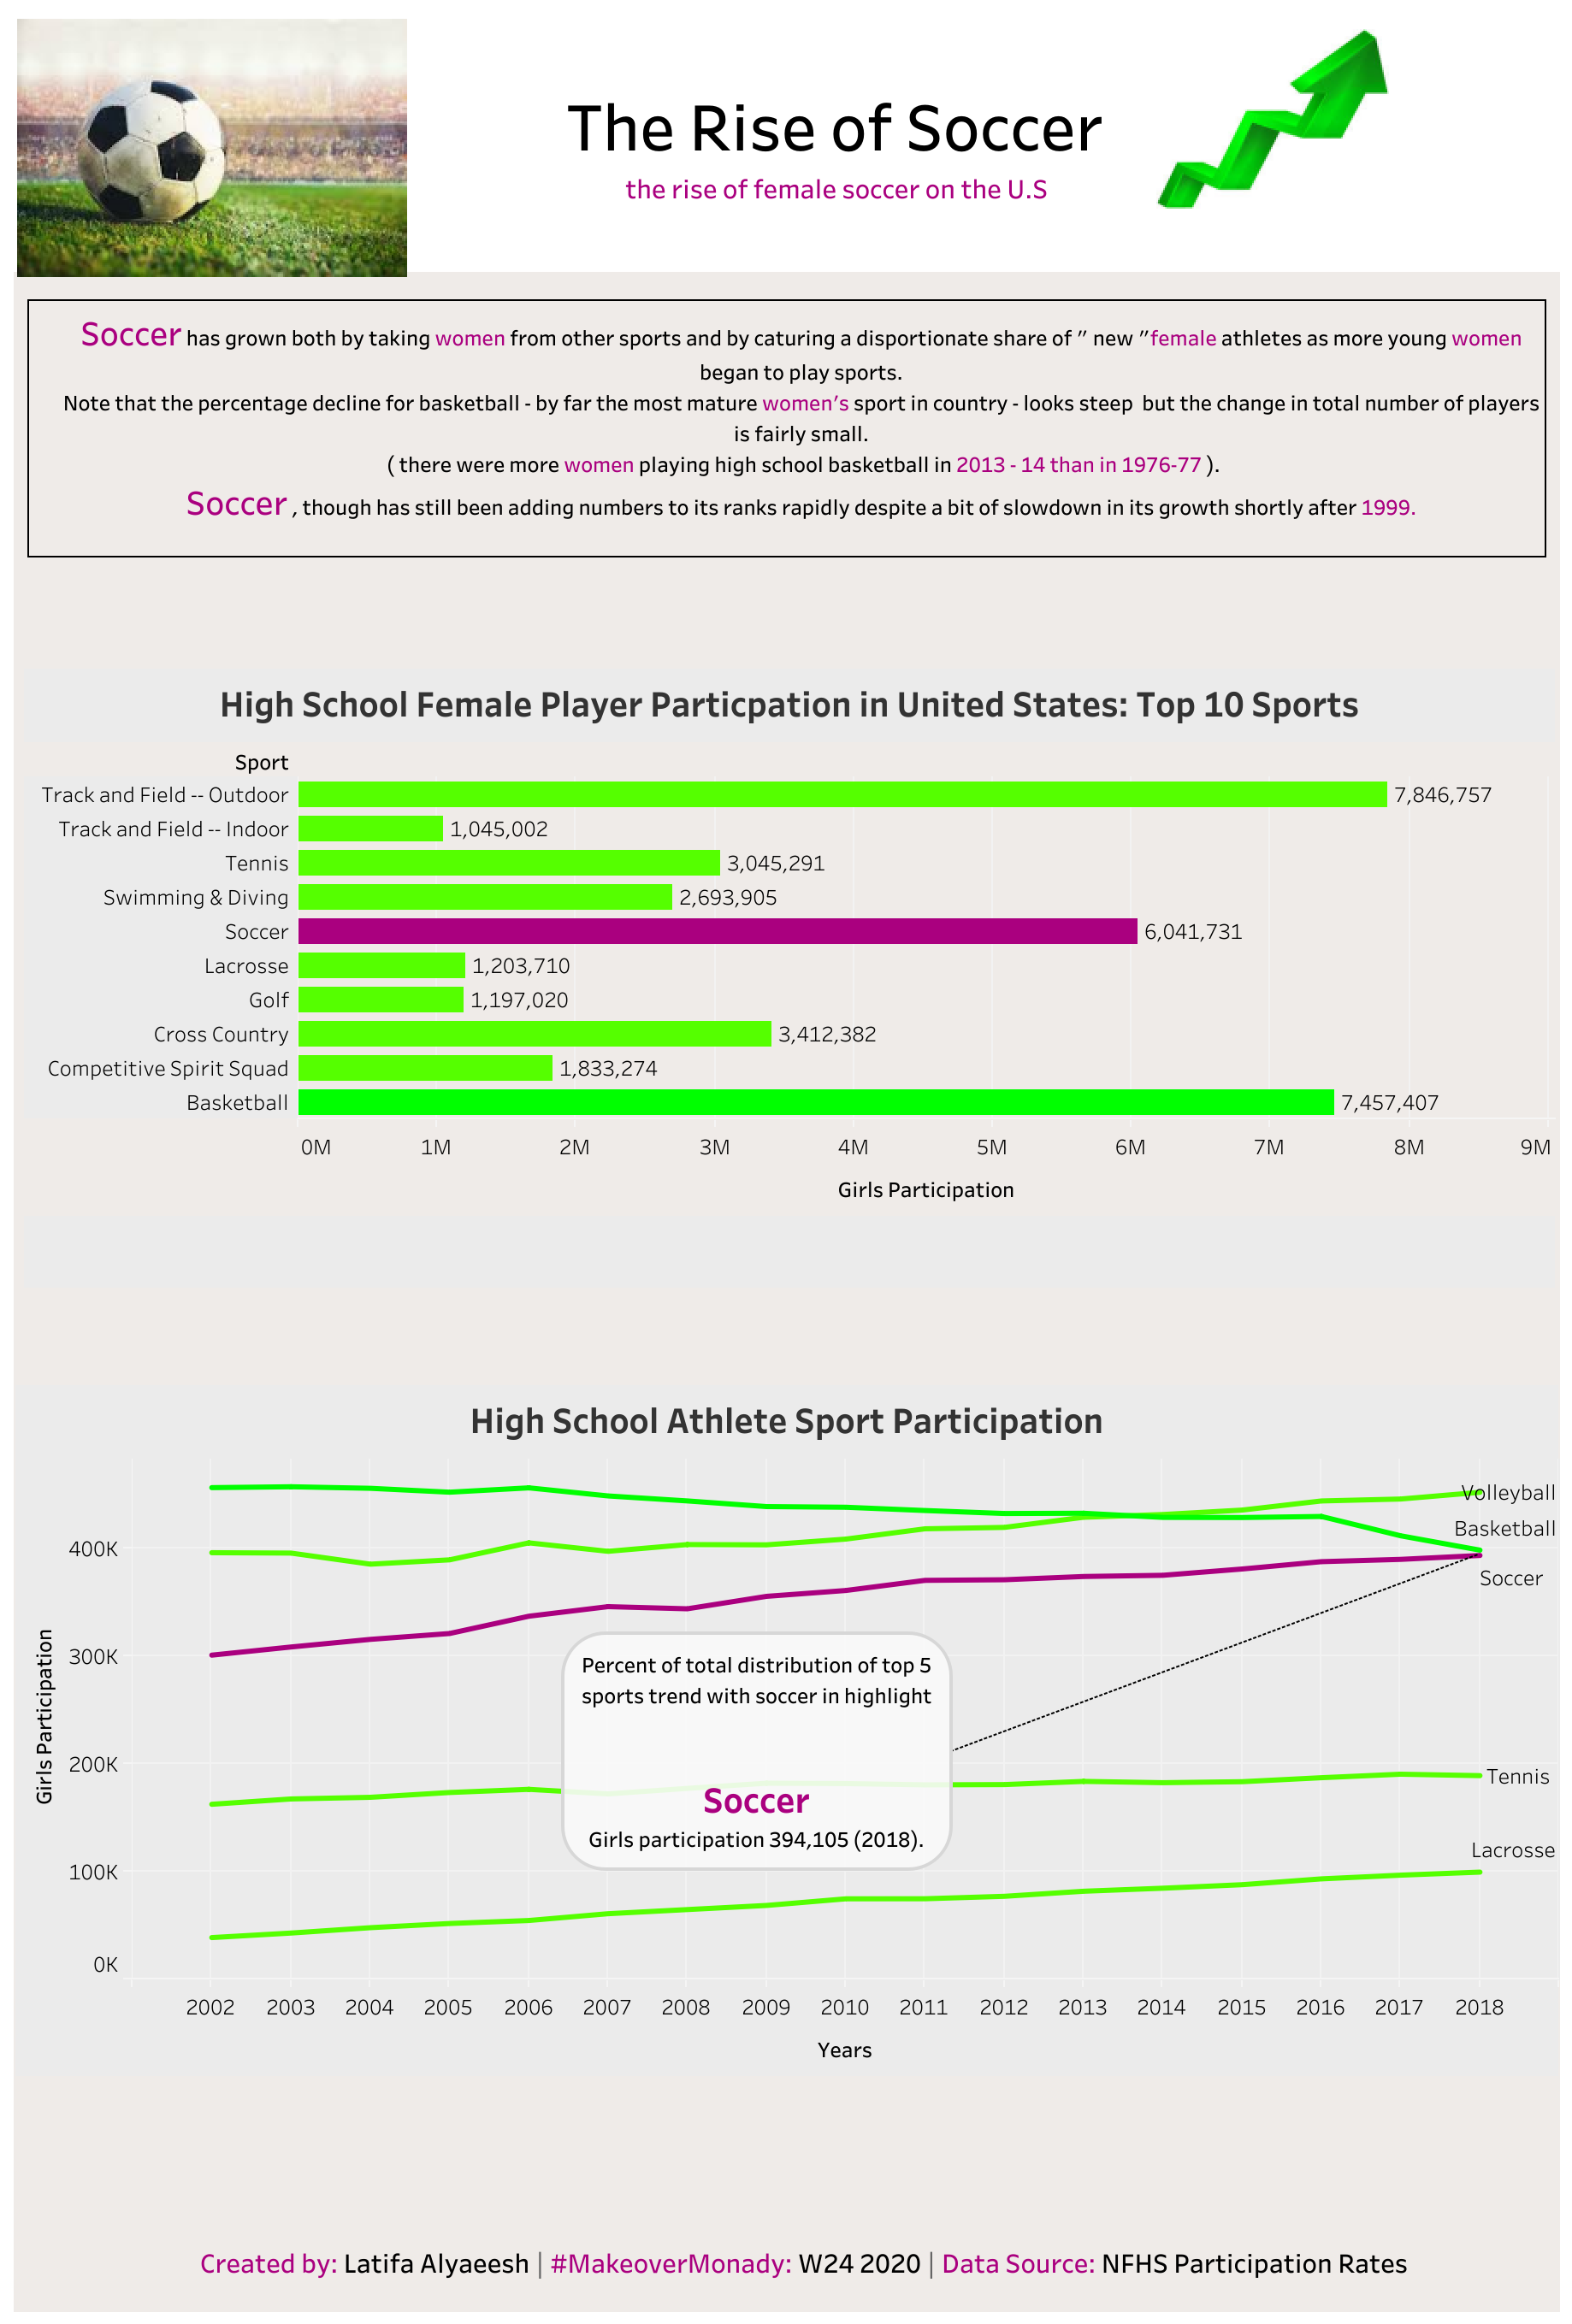 The Rise of Soccer
the rise of female soccer on the U.S
Soccer has grown both by taking women from other sports and by caturing a disportionate share of " new "female athletes as more young women
began to play sports.
Note that the percentage decline for basketball - by far the most mature women's sport in country - looks steep  but the change in total number of players
is fairly small.
( there were more women playing high school basketball in 2013 - 14 than in 1976-77 ).
Soccer , though has still been adding numbers to its ranks rapidly despite a bit of slowdown in its growth shortly after 1999.
High School Female Player Particpation in United States: Top 10 Sports
Sport
Track and Field -- Outdoor 7,846,757
Track and Field -- Indoor 1,045,002
Tennis 3,045,291
Swimming & Diving 2,693,905
Soccer 6,041,731
Lacrosse 1,203,710
Golf 1,197,020
Cross Country 3,412,382
Competitive Spirit Squad 1,833,274
Basketball 7,457,407
0M 1M 2M 3M 4M 5M 6M 7M 8M 9M
Girls Participation
High School Athlete Sport Participation
Volleyball
Basketball
Soccer
Tennis
Lacrosse
Girls Participation
400K
300K
200K
100K
0K
Percent of total distribution of top 5
sports trend with soccer in highlight
Soccer
Girls participation 394,105 (2018).
2002 2003 2004 2005 2006 2007 2008 2009 2010 2011 2012 2013 2014 2015 2016 2017 2018
Years
Created by: Latifa Alyaeesh | #MakeoverMonady: W24 2020 | Data Source: NFHS Participation Rates